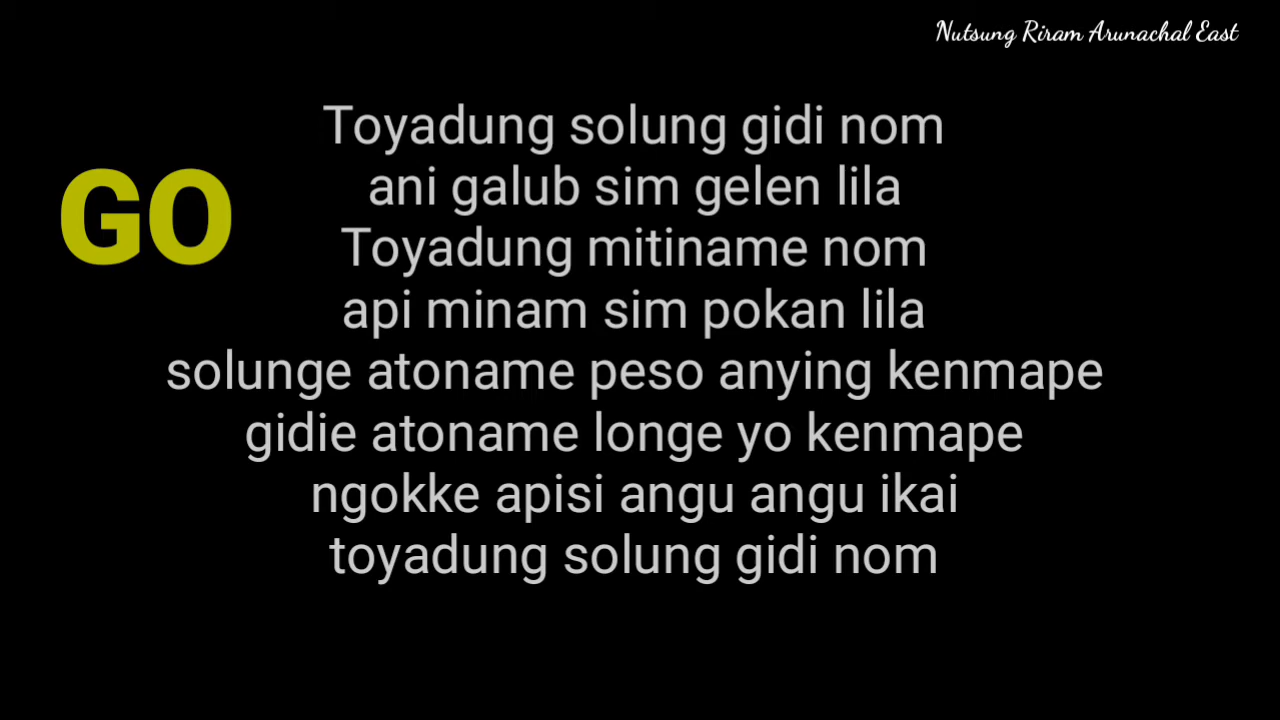 Nutsung Riram Arunachal East
Toyadung solung gidi nom
ani galub sim gelen lila
GO
Toyadung mitiname nom
api minam sim pokan lila
solunge atoname peso anying kenmape
gidie atoname longe yo kenmape
ngokke apisi angu angu ikai
toyadung solung gidi nom